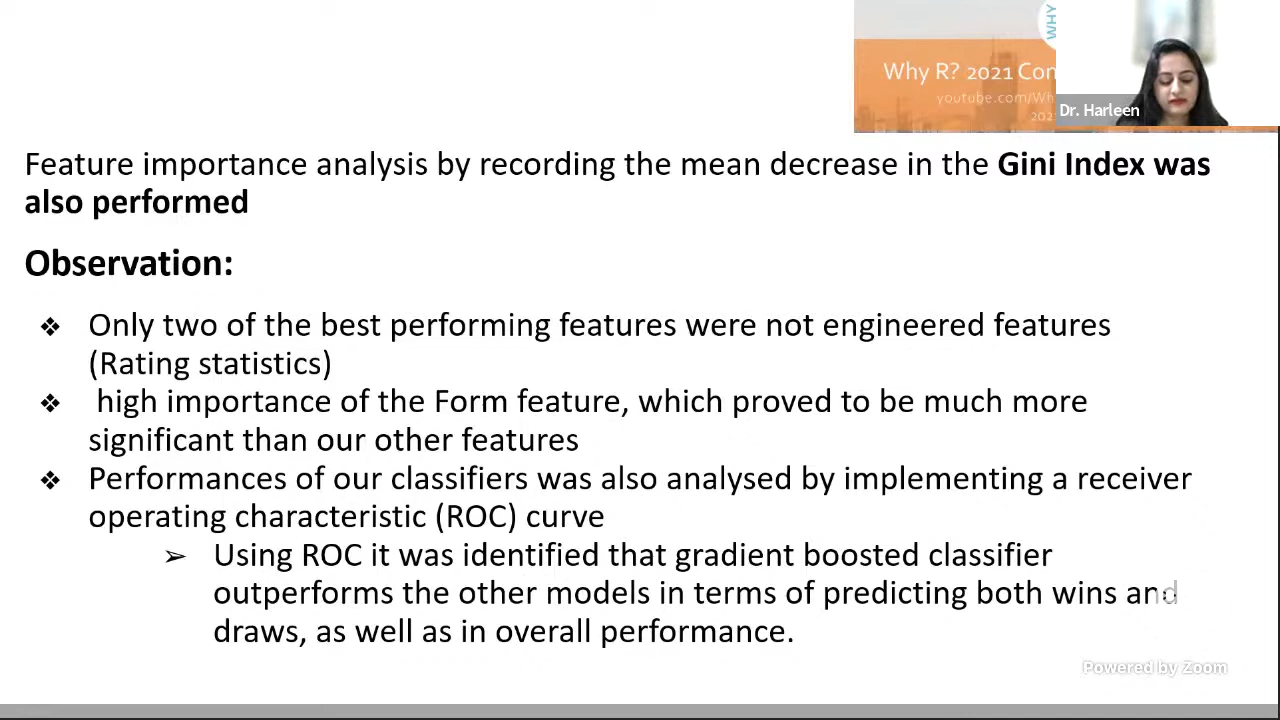 WHY
Why R? 2021 Con
youtube.com/Wh
202
Dr. Harleen
Feature importance analysis by recording the mean decrease in the Gini Index was
also performed
Observation:
❖ Only two of the best performing features were not engineered features
(Rating statistics)
❖ high importance of the Form feature, which proved to be much more
significant than our other features
❖ Performances of our classifiers was also analysed by implementing a receiver
operating characteristic (ROC) curve
➢ Using ROC it was identified that gradient boosted classifier
outperforms the other models in terms of predicting both wins and
draws, as well as in overall performance.
Powered by Zoom